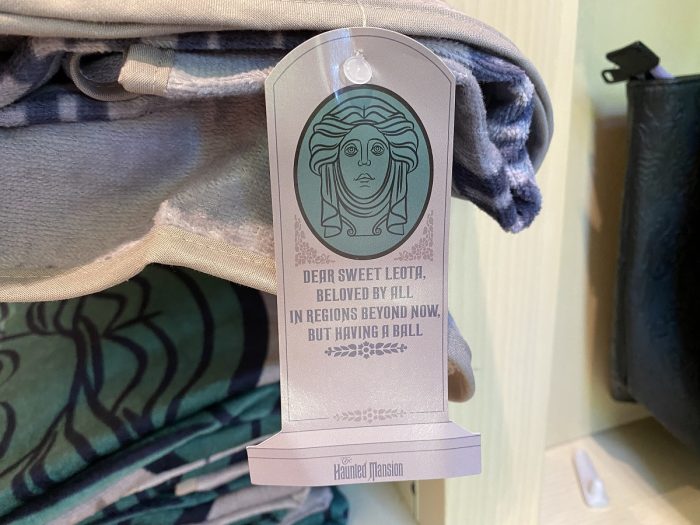 DEAR SWEET LEOTA,
BELOVED BY ALL
IN REGIONS BEYOND NOW,
BUT HAVING A BALL
The
Haunted Mansion